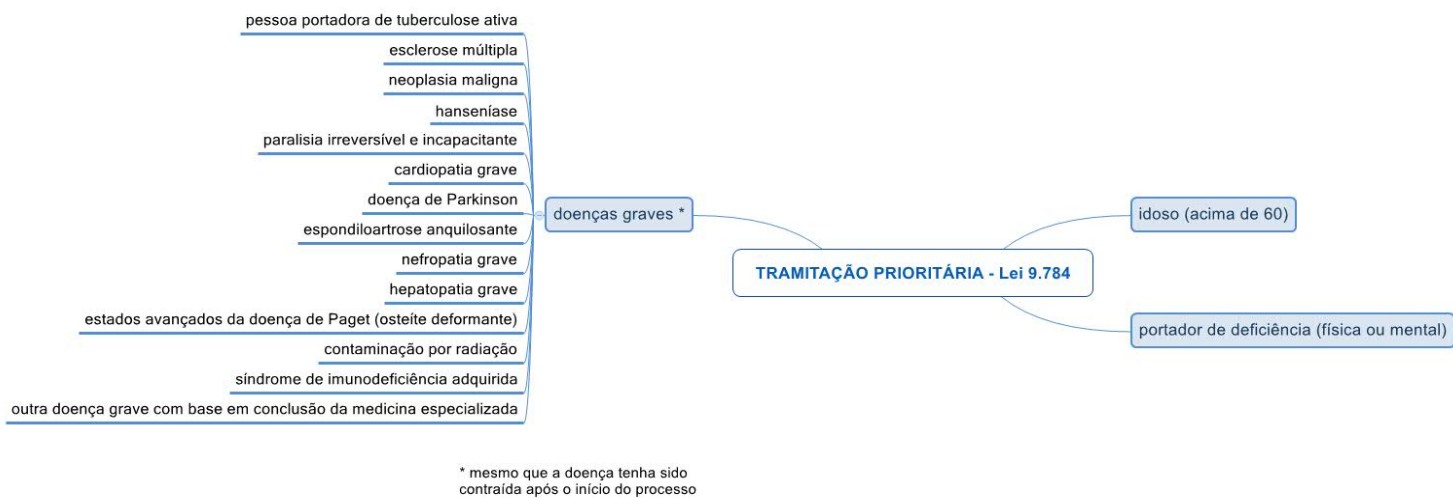 pessoa portadora de tuberculose ativa
esclerose múltipla
neoplasia maligna
hanseníase
paralisia irreversível e incapacitante
cardiopatia grave
doença de Parkinson
espondiloartrose anquilosante
nefropatia grave
hepatopatia grave
estados avançados da doença de Paget (osteíte deformante)
contaminação por radiação
síndrome de imunodeficiência adquirida
outra doença grave com base em conclusão da medicina especializada
doenças graves *
TRAMITAÇÃO PRIORITÁRIA - Lei 9.784
idoso (acima de 60)
portador de deficiência (física ou mental)
* mesmo que a doença tenha sido
contraída após o início do processo